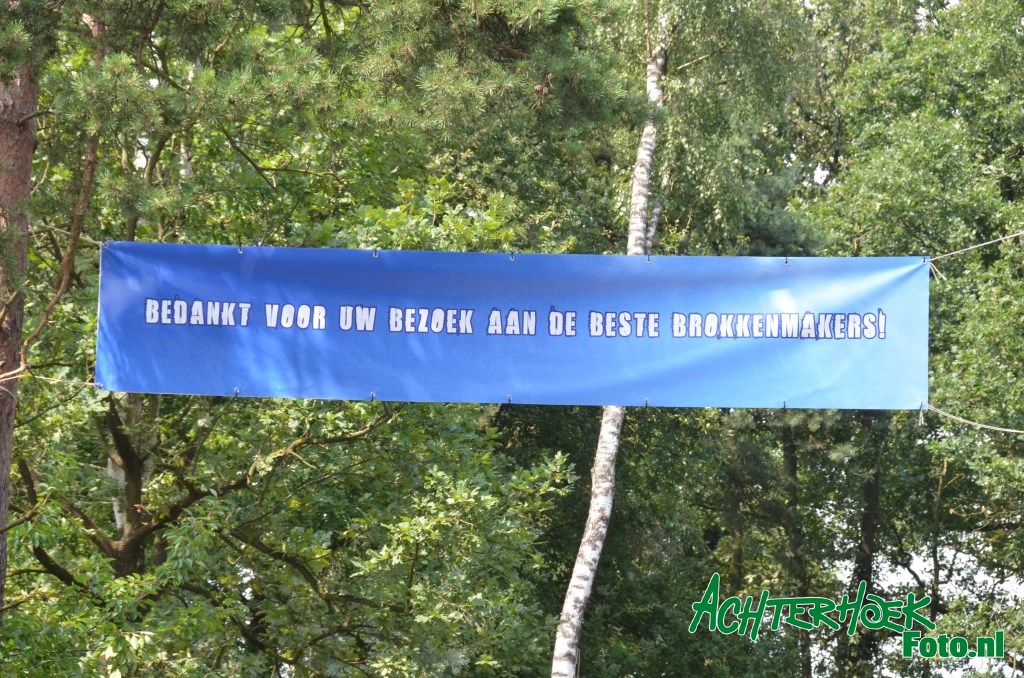 BEDANKT VOOR UW BEZOEK AAN DE BESTE BROKKENMAKERS!
ACHTERHOEK
Foto.nl